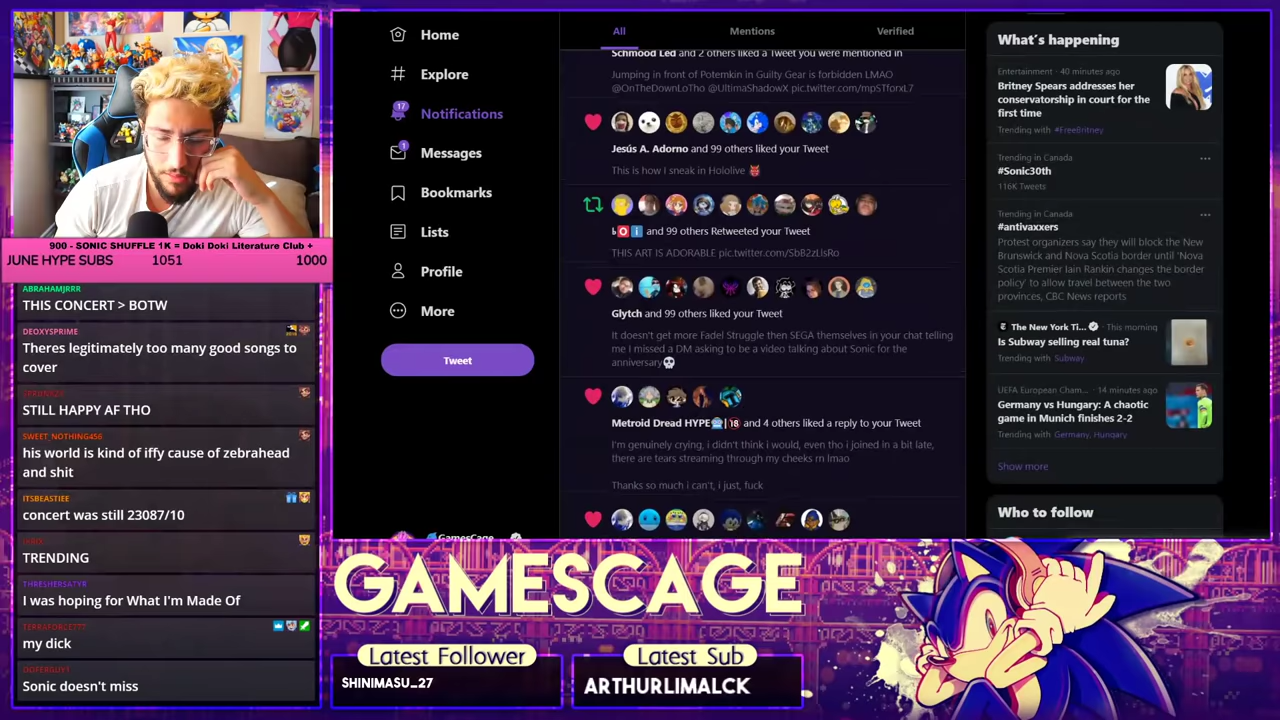 900 - SONIC SHUFFLE 1K = Doki Doki Literature Club +
JUNE HYPE SUBS 1051 1000
ABRAHAMJRRR
THIS CONCERT > BOTW
DEOXYSPRIME
Theres legitimately too many good songs to
cover
STILL HAPPY AF THO
SWEET_NOTHING456
his world is kind of iffy cause of zebrahead
and shit
ITSBEASTIEE
concert was still 23087/10
TRENDING
THRESHERSATYR
I was hoping for What I'm Made Of
TERRAFORCE777
my dick
OOFERGUY1
Sonic doesn't miss
Home
Explore
17
Notifications
1
Messages
Bookmarks
Lists
Profile
More
Tweet
GamesCage
All Mentions Verified
Schmood Led and 2 others liked a Tweet you were mentioned in
Jumping in front of Potemkin in Guilty Gear is forbidden LMAO
@OnTheDownLoTho @UltimaShadowX pic.twitter.com/mpSTforxL7
Jesús A. Adorno and 99 others liked your Tweet
This is how I sneak in Hololive 👹
b🅾️ℹ️ and 99 others Retweeted your Tweet
THIS ART IS ADORABLE pic.twitter.com/SbB2zLisRo
Glytch and 99 others liked your Tweet
It doesn't get more Fadel Struggle then SEGA themselves in your chat telling
me I missed a DM asking to be a video talking about Sonic for the
anniversary💀
Metroid Dread HYPE|🔞 and 4 others liked a reply to your Tweet
I'm genuinely crying, i didn't think i would, even tho i joined in a bit late,
there are tears streaming through my cheeks rn lmao
Thanks so much i can't, i just, fuck
What's happening
Entertainment · 40 minutes ago
Britney Spears addresses her
conservatorship in court for the
first time
Trending with #FreeBritney
Trending in Canada
#Sonic30th
116K Tweets
Trending in Canada
#antivaxxers
Protest organizers say they will block the New
Brunswick and Nova Scotia border until 'Nova
Scotia Premier Iain Rankin changes the border
policy' to allow travel between the two
provinces, CBC News reports
The New York Ti... · This morning
Is Subway selling real tuna?
Trending with Subway
UEFA European Cham... · 14 minutes ago
Germany vs Hungary: A chaotic
game in Munich finishes 2-2
Trending with Germany, Hungary
Show more
Who to follow
GAMESCAGE
Latest Follower
SHINIMASU_27
Latest Sub
ARTHURLIMALCK